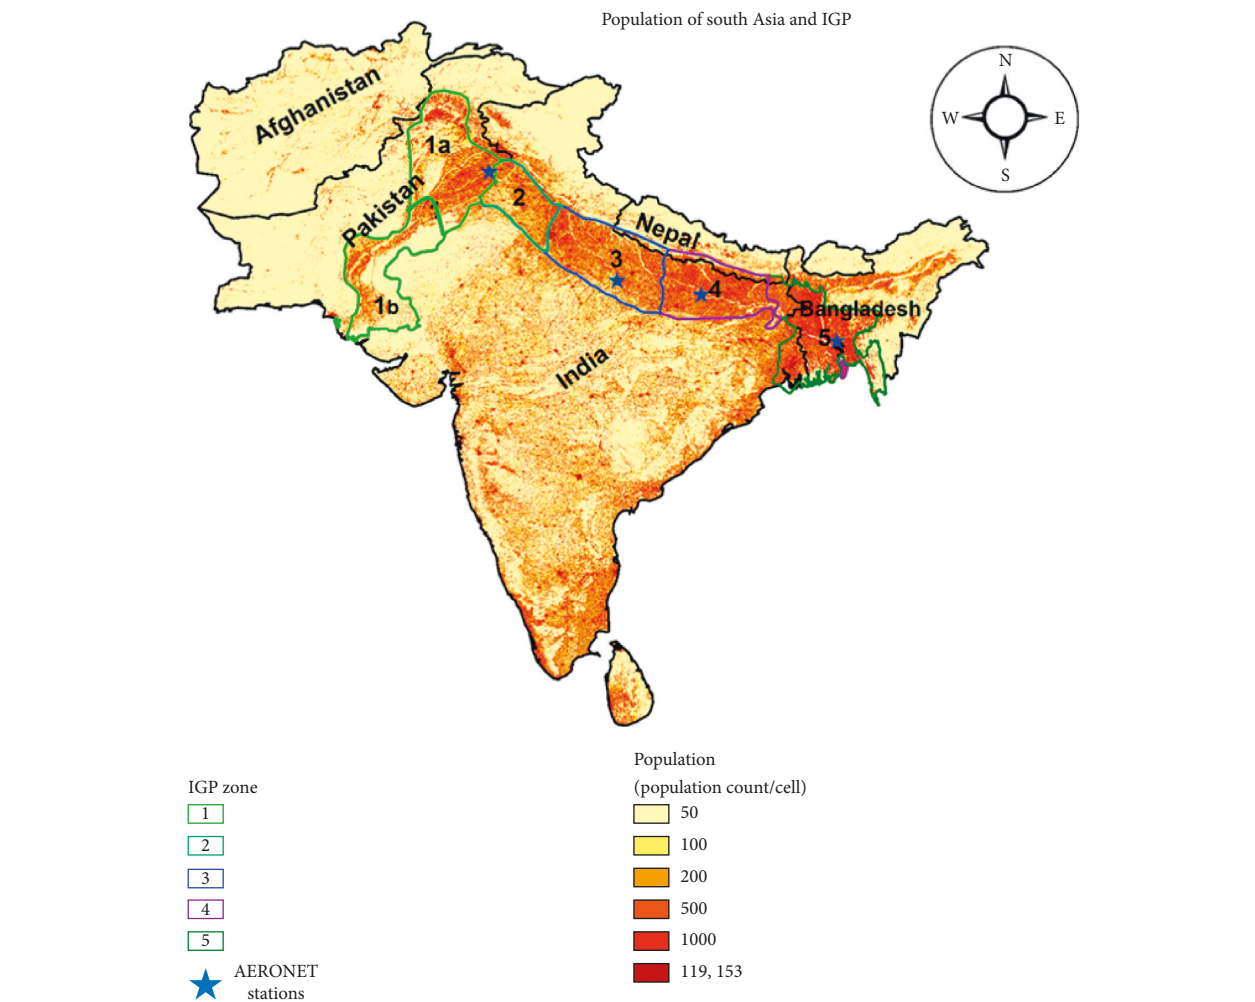 Population of south Asia and IGP
N
W
E
S
Afghanistan
1a
Pakistan
2
Nepal
3
4
1b
Bangladesh
5
India
IGP zone
1
2
3
4
5
AERONET
stations
Population
(population count/cell)
50
100
200
500
1000
119, 153